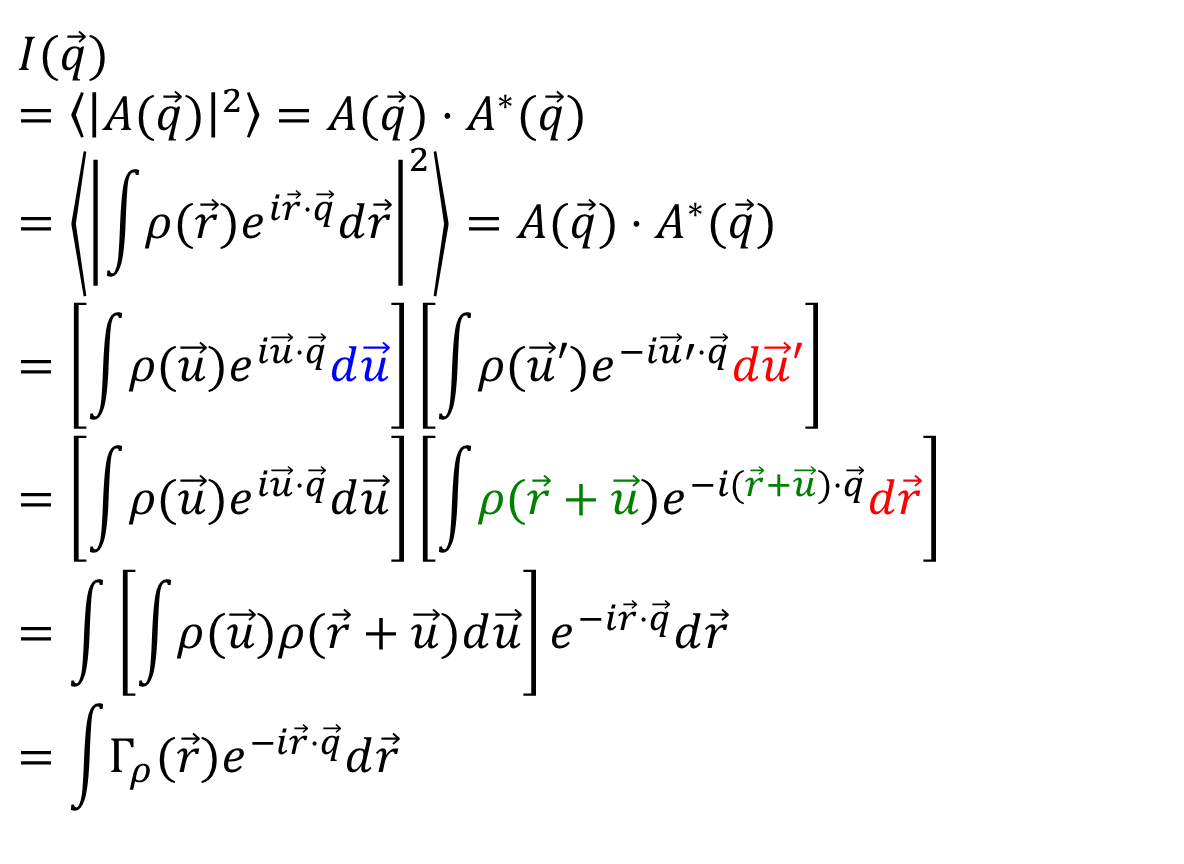 I(q⃗)
= ⟨|A(q⃗)|²⟩ = A(q⃗) · A*(q⃗)
= ⟨|∫ρ(r⃗)e^{ir⃗·q⃗}dr⃗|²⟩ = A(q⃗) · A*(q⃗)
= [∫ρ(u⃗)e^{iu⃗·q⃗}du⃗] [∫ρ(u⃗′)e^{−iu⃗′·q⃗}du⃗′]
= [∫ρ(u⃗)e^{iu⃗·q⃗}du⃗] [∫ρ(r⃗ + u⃗)e^{−i(r⃗+u⃗)·q⃗}dr⃗]
= ∫ [∫ρ(u⃗)ρ(r⃗ + u⃗)du⃗] e^{−ir⃗·q⃗}dr⃗
= ∫Γ_ρ(r⃗)e^{−ir⃗·q⃗}dr⃗